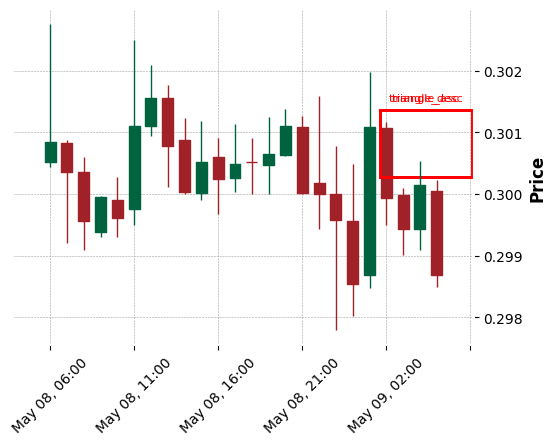 triangle_desc
0.302
0.301
0.300
0.299
0.298
Price
May 08, 06:00
May 08, 11:00
May 08, 16:00
May 08, 21:00
May 09, 02:00